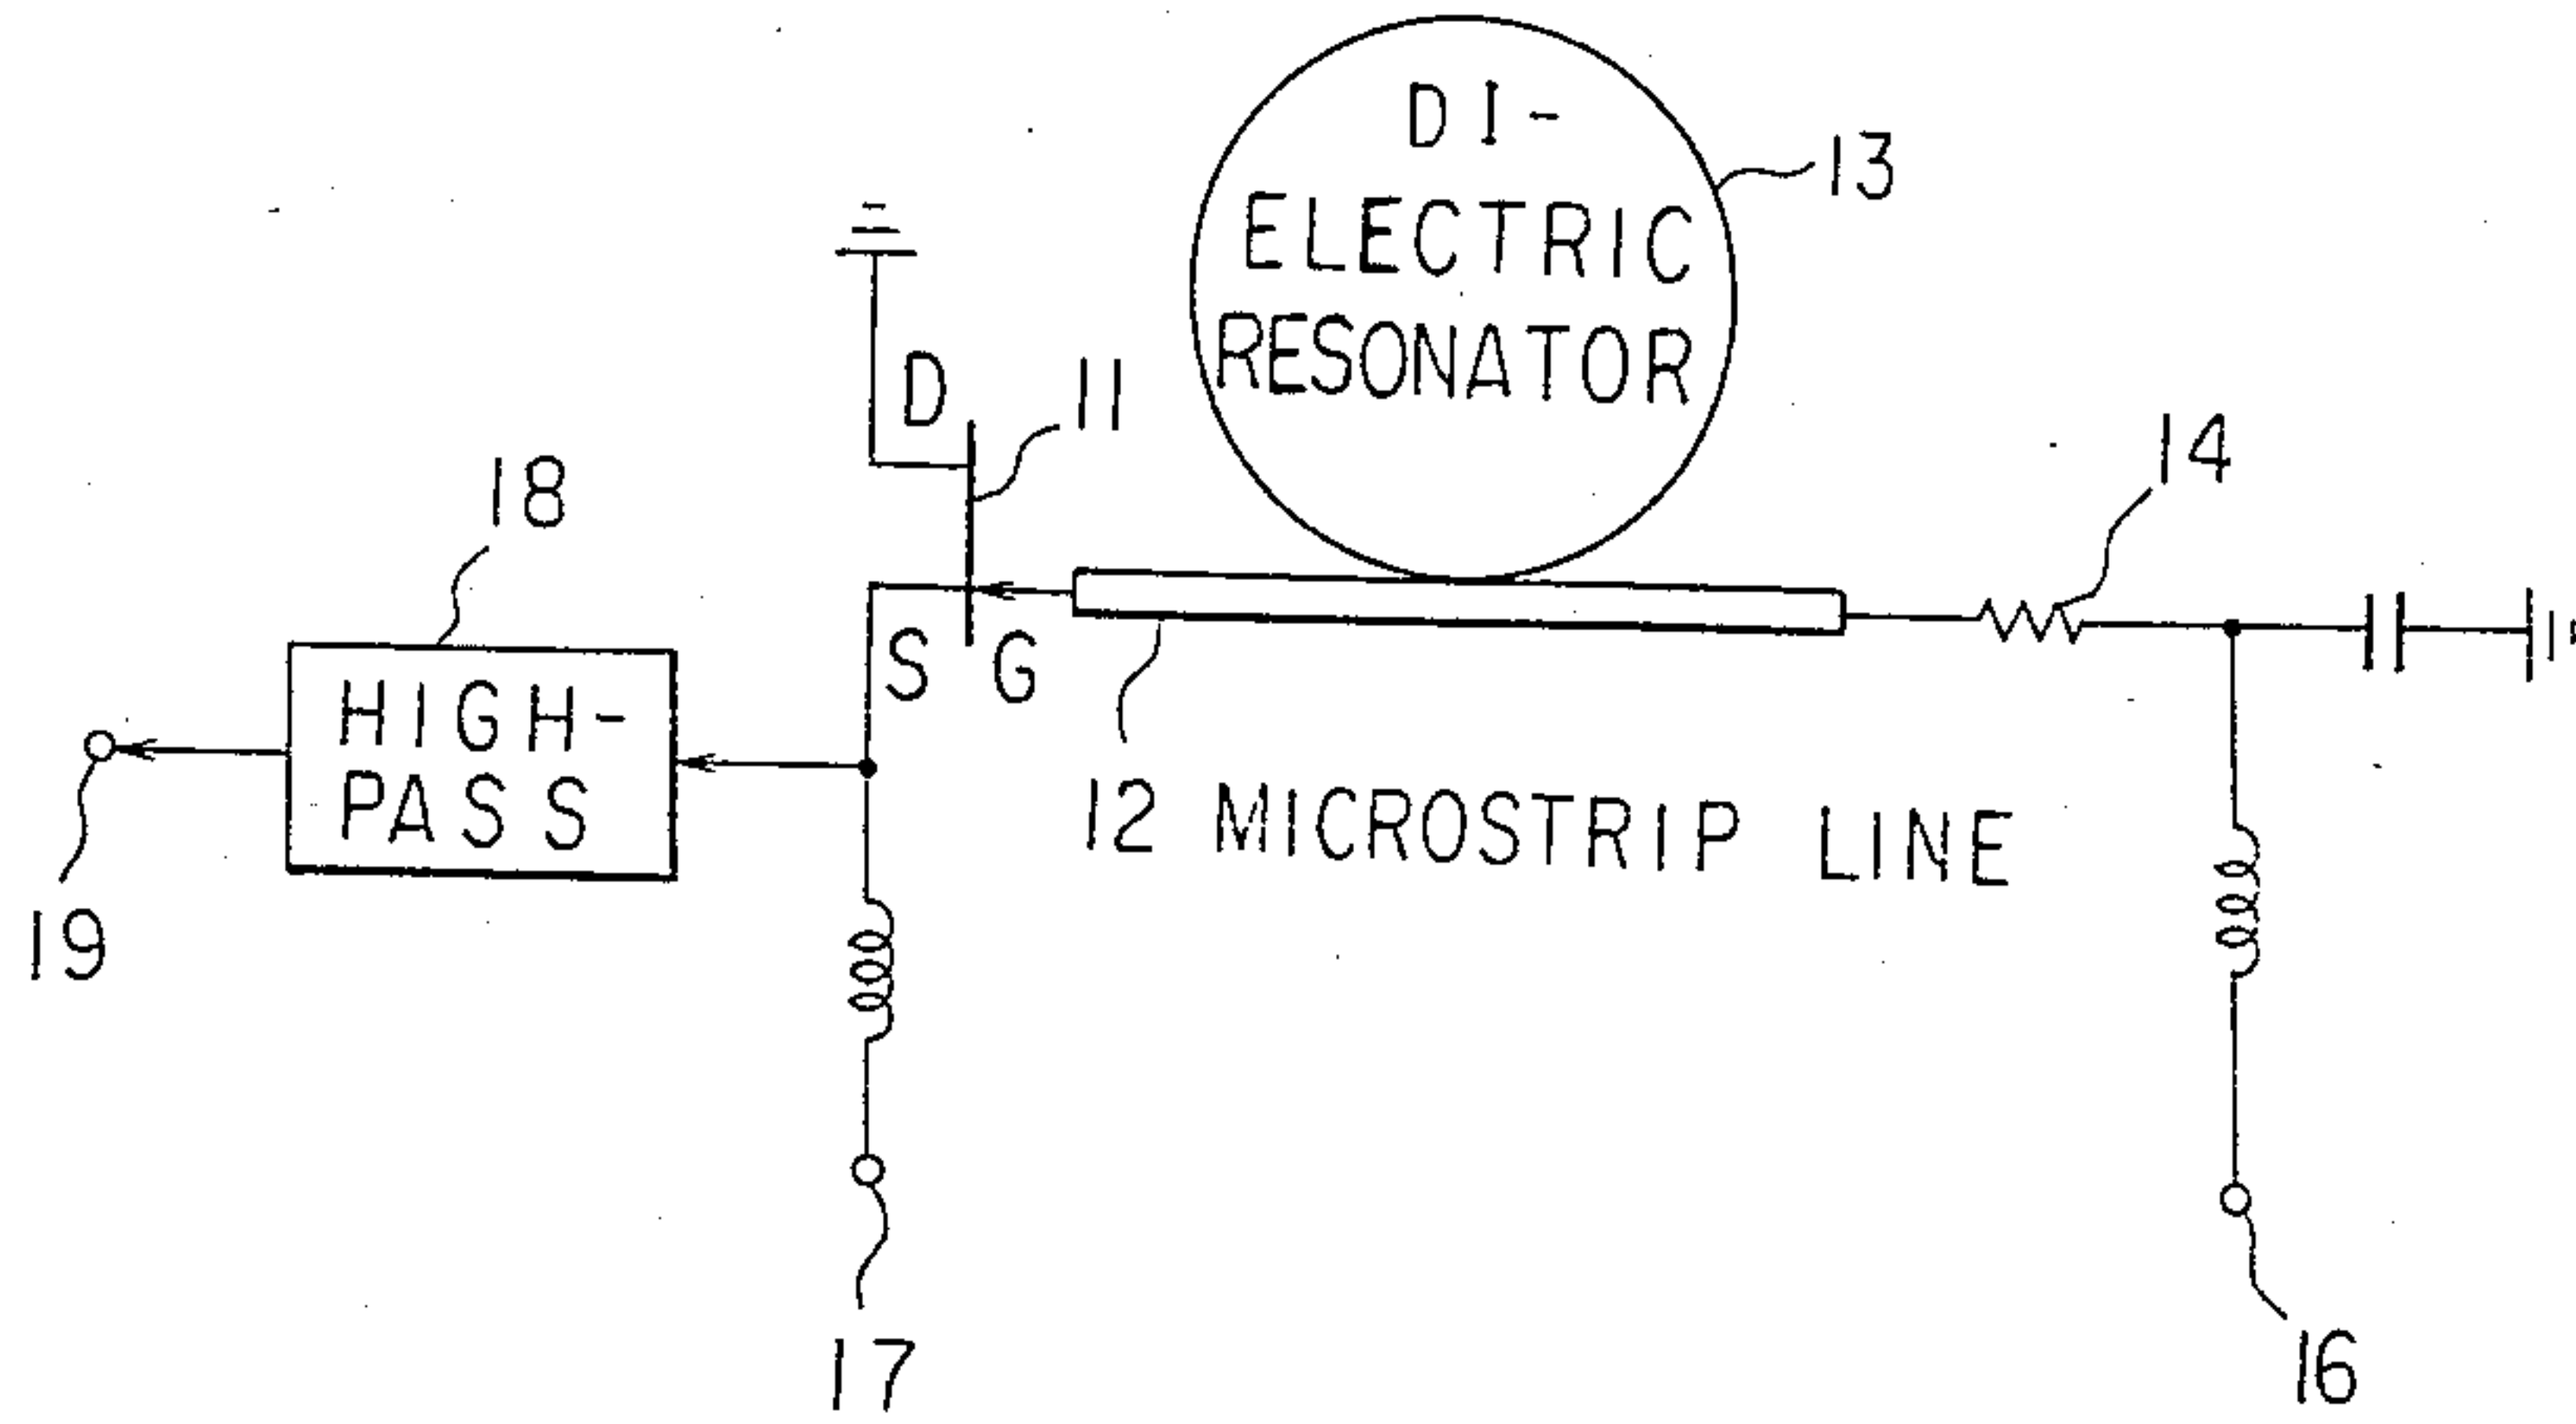 DI-
ELECTRIC
RESONATOR
13
D
11
14
18
S G
HIGH-
PASS
12 MICROSTRIP LINE
19
17
16